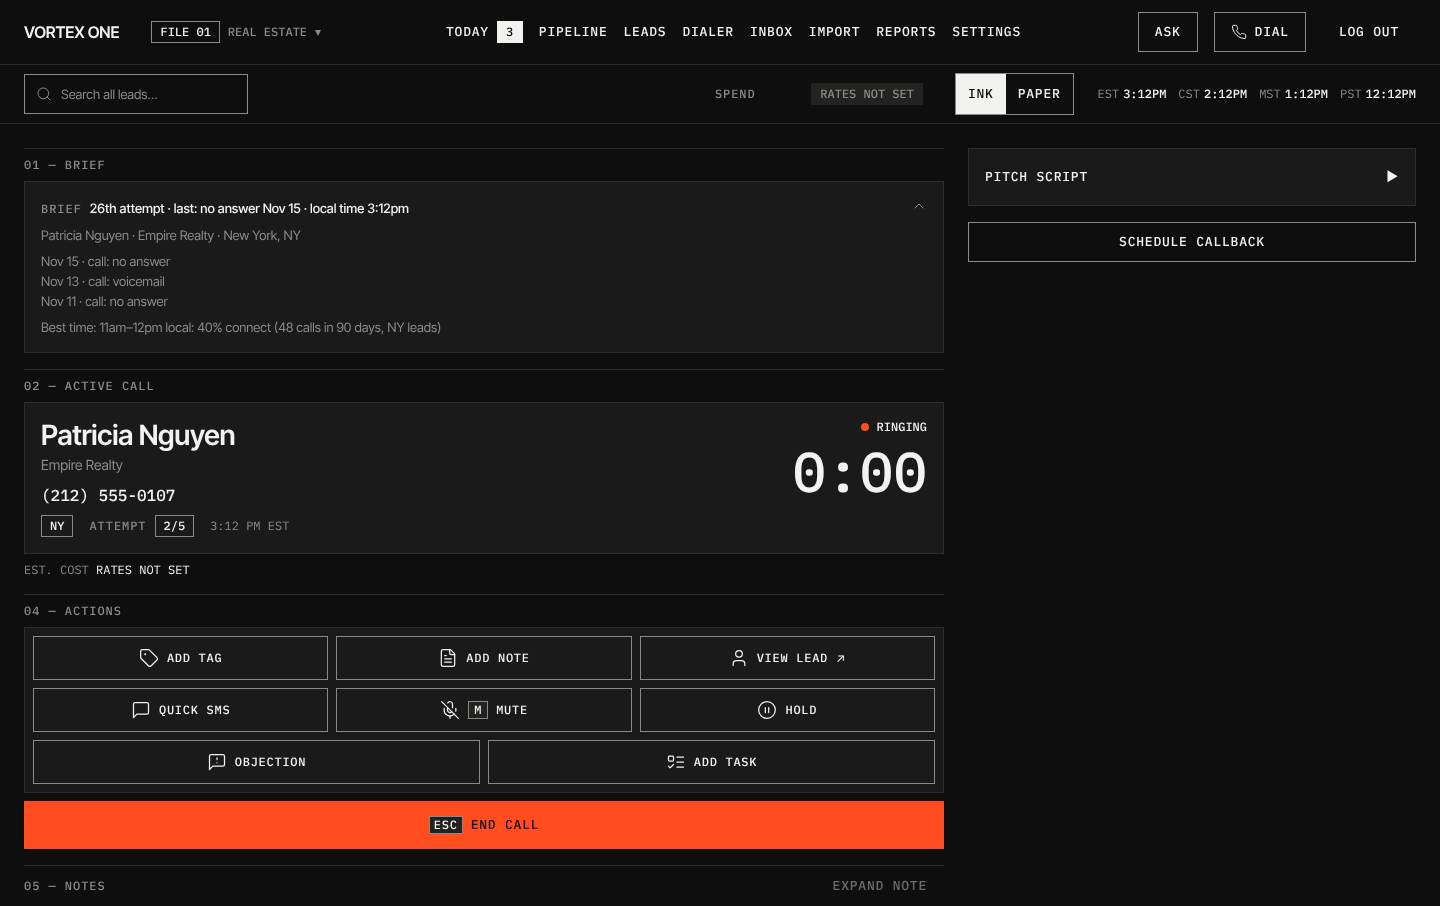 VORTEX ONE
FILE 01 REAL ESTATE ▾
TODAY 3 PIPELINE LEADS DIALER INBOX IMPORT REPORTS SETTINGS
ASK
DIAL
LOG OUT
Search all leads…
SPEND
RATES NOT SET
INK PAPER
EST 3:12PM CST 2:12PM MST 1:12PM PST 12:12PM
01 — BRIEF
BRIEF 26th attempt · last: no answer Nov 15 · local time 3:12pm
Patricia Nguyen · Empire Realty · New York, NY
Nov 15 · call: no answer
Nov 13 · call: voicemail
Nov 11 · call: no answer
Best time: 11am–12pm local: 40% connect (48 calls in 90 days, NY leads)
PITCH SCRIPT ▶
SCHEDULE CALLBACK
02 — ACTIVE CALL
Patricia Nguyen
RINGING
Empire Realty
0:00
(212) 555-0107
NY ATTEMPT 2/5 3:12 PM EST
EST. COST RATES NOT SET
04 — ACTIONS
ADD TAG
ADD NOTE
VIEW LEAD ↗
QUICK SMS
M MUTE
HOLD
OBJECTION
ADD TASK
ESC END CALL
05 — NOTES
EXPAND NOTE